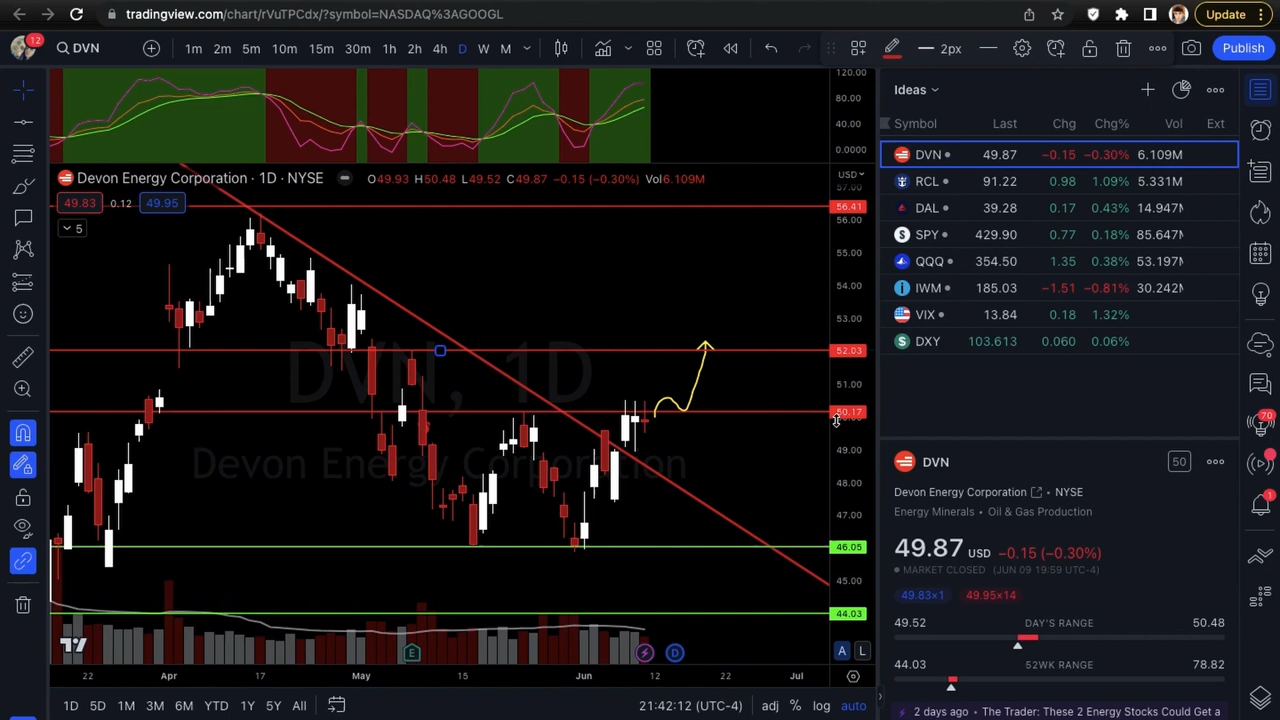 tradingview.com/chart/rVuTPCdx/?symbol=NASDAQ%3AGOOGL
Update
12
DVN
1m 2m 5m 10m 15m 30m 1h 2h 4h D W M
2px
Publish
120.00
80.00
40.00
0.0000
Devon Energy Corporation · 1D · NYSE
O49.93 H50.48 L49.52 C49.87 −0.15 (−0.30%) Vol6.109M
USD
49.83 0.12 49.95
5
57.00
56.41
56.00
55.00
54.00
53.00
52.03
51.00
50.17
49.00
48.00
47.00
46.05
45.00
44.03
DVN, 1D
Devon Energy Corporation
E
D
A L
22 Apr 17 May 15 Jun 12 22 Jul
1D 5D 1M 3M 6M YTD 1Y 5Y All
21:42:12 (UTC-4)
adj % log auto
Ideas
Symbol Last Chg Chg% Vol Ext
DVN 49.87 −0.15 −0.30% 6.109M
RCL 91.22 0.98 1.09% 5.331M
DAL 39.28 0.17 0.43% 14.947M
SPY 429.90 0.77 0.18% 85.647M
QQQ 354.50 1.35 0.38% 53.197M
IWM 185.03 −1.51 −0.81% 30.242M
VIX 13.84 0.18 1.32%
DXY 103.613 0.060 0.06%
DVN
50
Devon Energy Corporation • NYSE
Energy Minerals • Oil & Gas Production
49.87 USD −0.15 (−0.30%)
MARKET CLOSED (JUN 09 19:59 UTC-4)
49.83×1 49.95×14
49.52 DAY'S RANGE 50.48
44.03 52WK RANGE 78.82
2 days ago • The Trader: These 2 Energy Stocks Could Get a
70
1